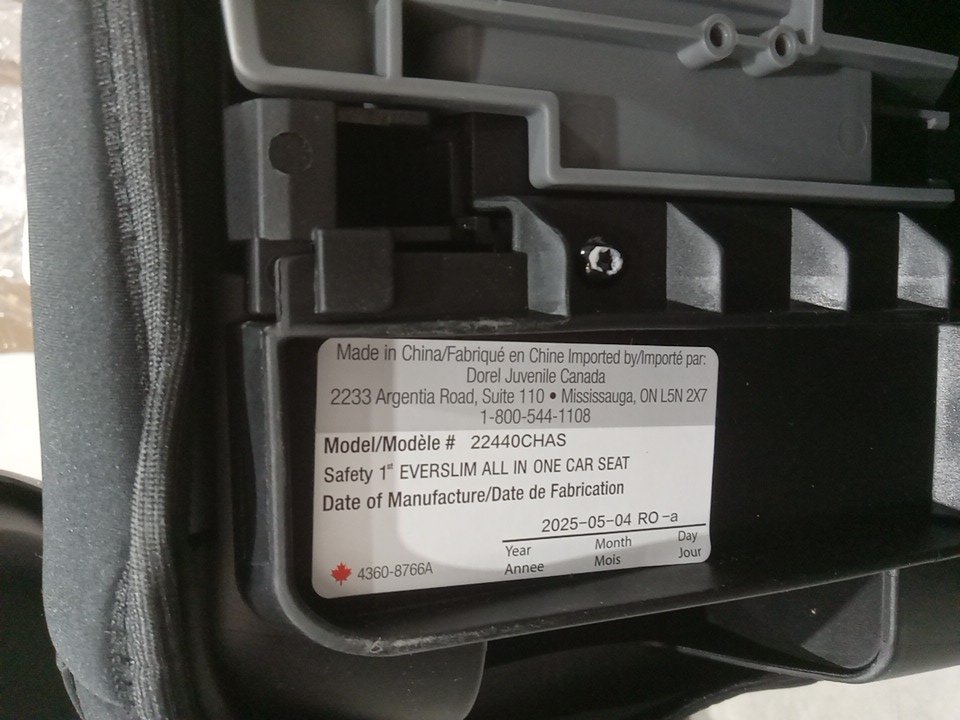 Made in China/Fabriqué en Chine Imported by/Importé par:
Dorel Juvenile Canada
2233 Argentia Road, Suite 110 • Mississauga, ON L5N 2X7
1-800-544-1108
Model/Modèle # 22440CHAS
Safety 1st EVERSLIM ALL IN ONE CAR SEAT
Date of Manufacture/Date de Fabrication
2025-05-04 RO-a
Year Month Day
Annee Mois Jour
4360-8766A